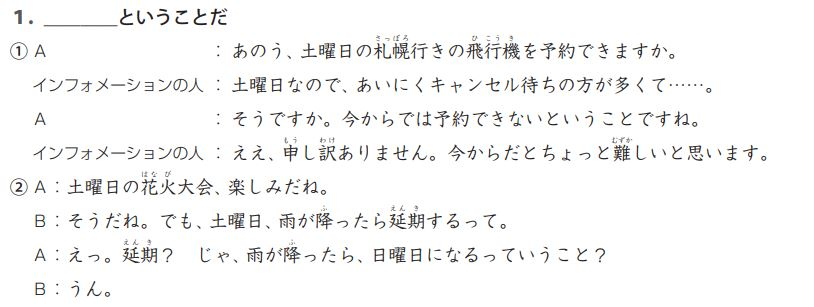 1. ________ということだ
① A : あのう、土曜日の札幌行きの飛行機を予約できますか。
インフォメーションの人 : 土曜日なので、あいにくキャンセル待ちの方が多くて……。
A : そうですか。今からでは予約できないということですね。
インフォメーションの人 : ええ、申し訳ありません。今からだとちょっと難しいと思います。
② A : 土曜日の花火大会、楽しみだね。
B : そうだね。でも、土曜日、雨が降ったら延期するって。
A : えっ。延期? じゃ、雨が降ったら、日曜日になるっていうこと?
B : うん。